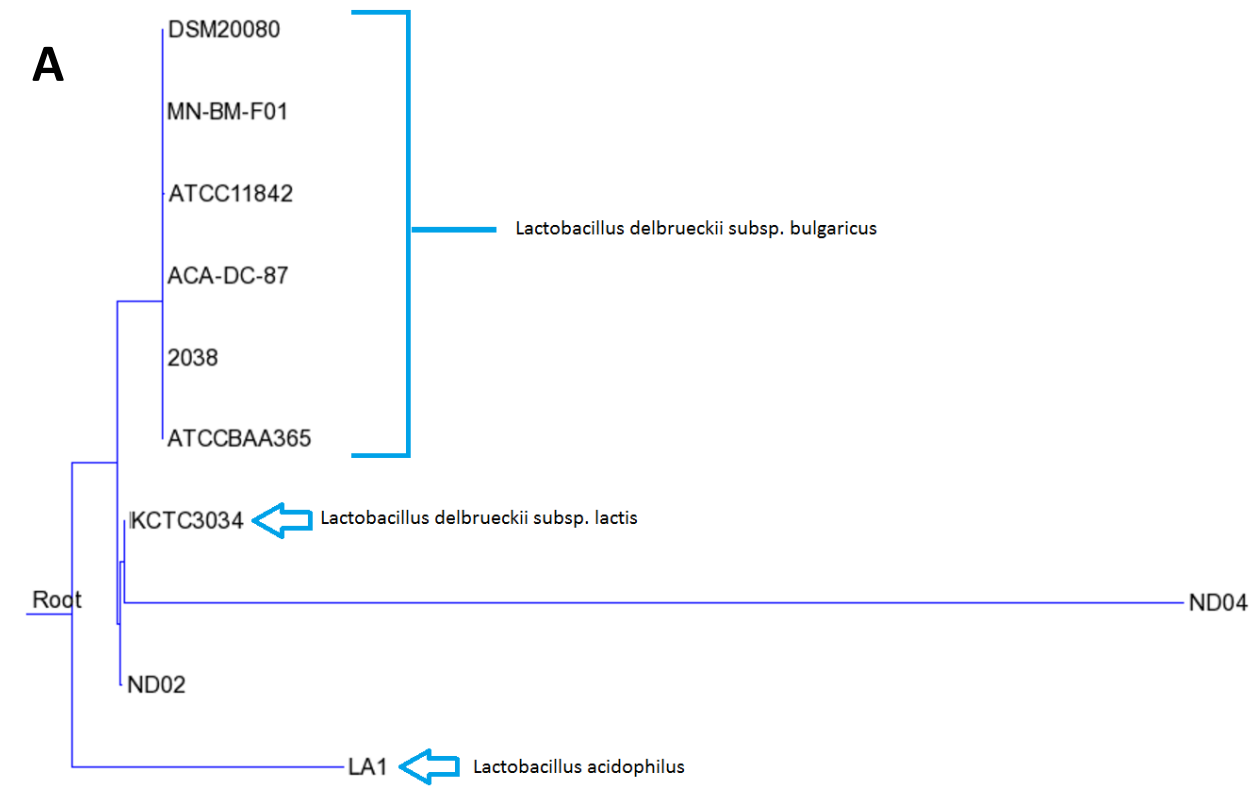 A
DSM20080
MN-BM-F01
ATCC11842
Lactobacillus delbrueckii subsp. bulgaricus
ACA-DC-87
2038
ATCCBAA365
KCTC3034
Lactobacillus delbrueckii subsp. lactis
Root
ND04
ND02
LA1
Lactobacillus acidophilus